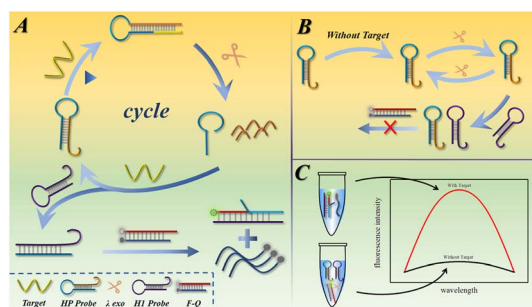 A
cycle
Target HP Probe λ exo H1 Probe F-Q
B
Without Target
C
fluorescence intensity
With Target
Without Target
wavelength